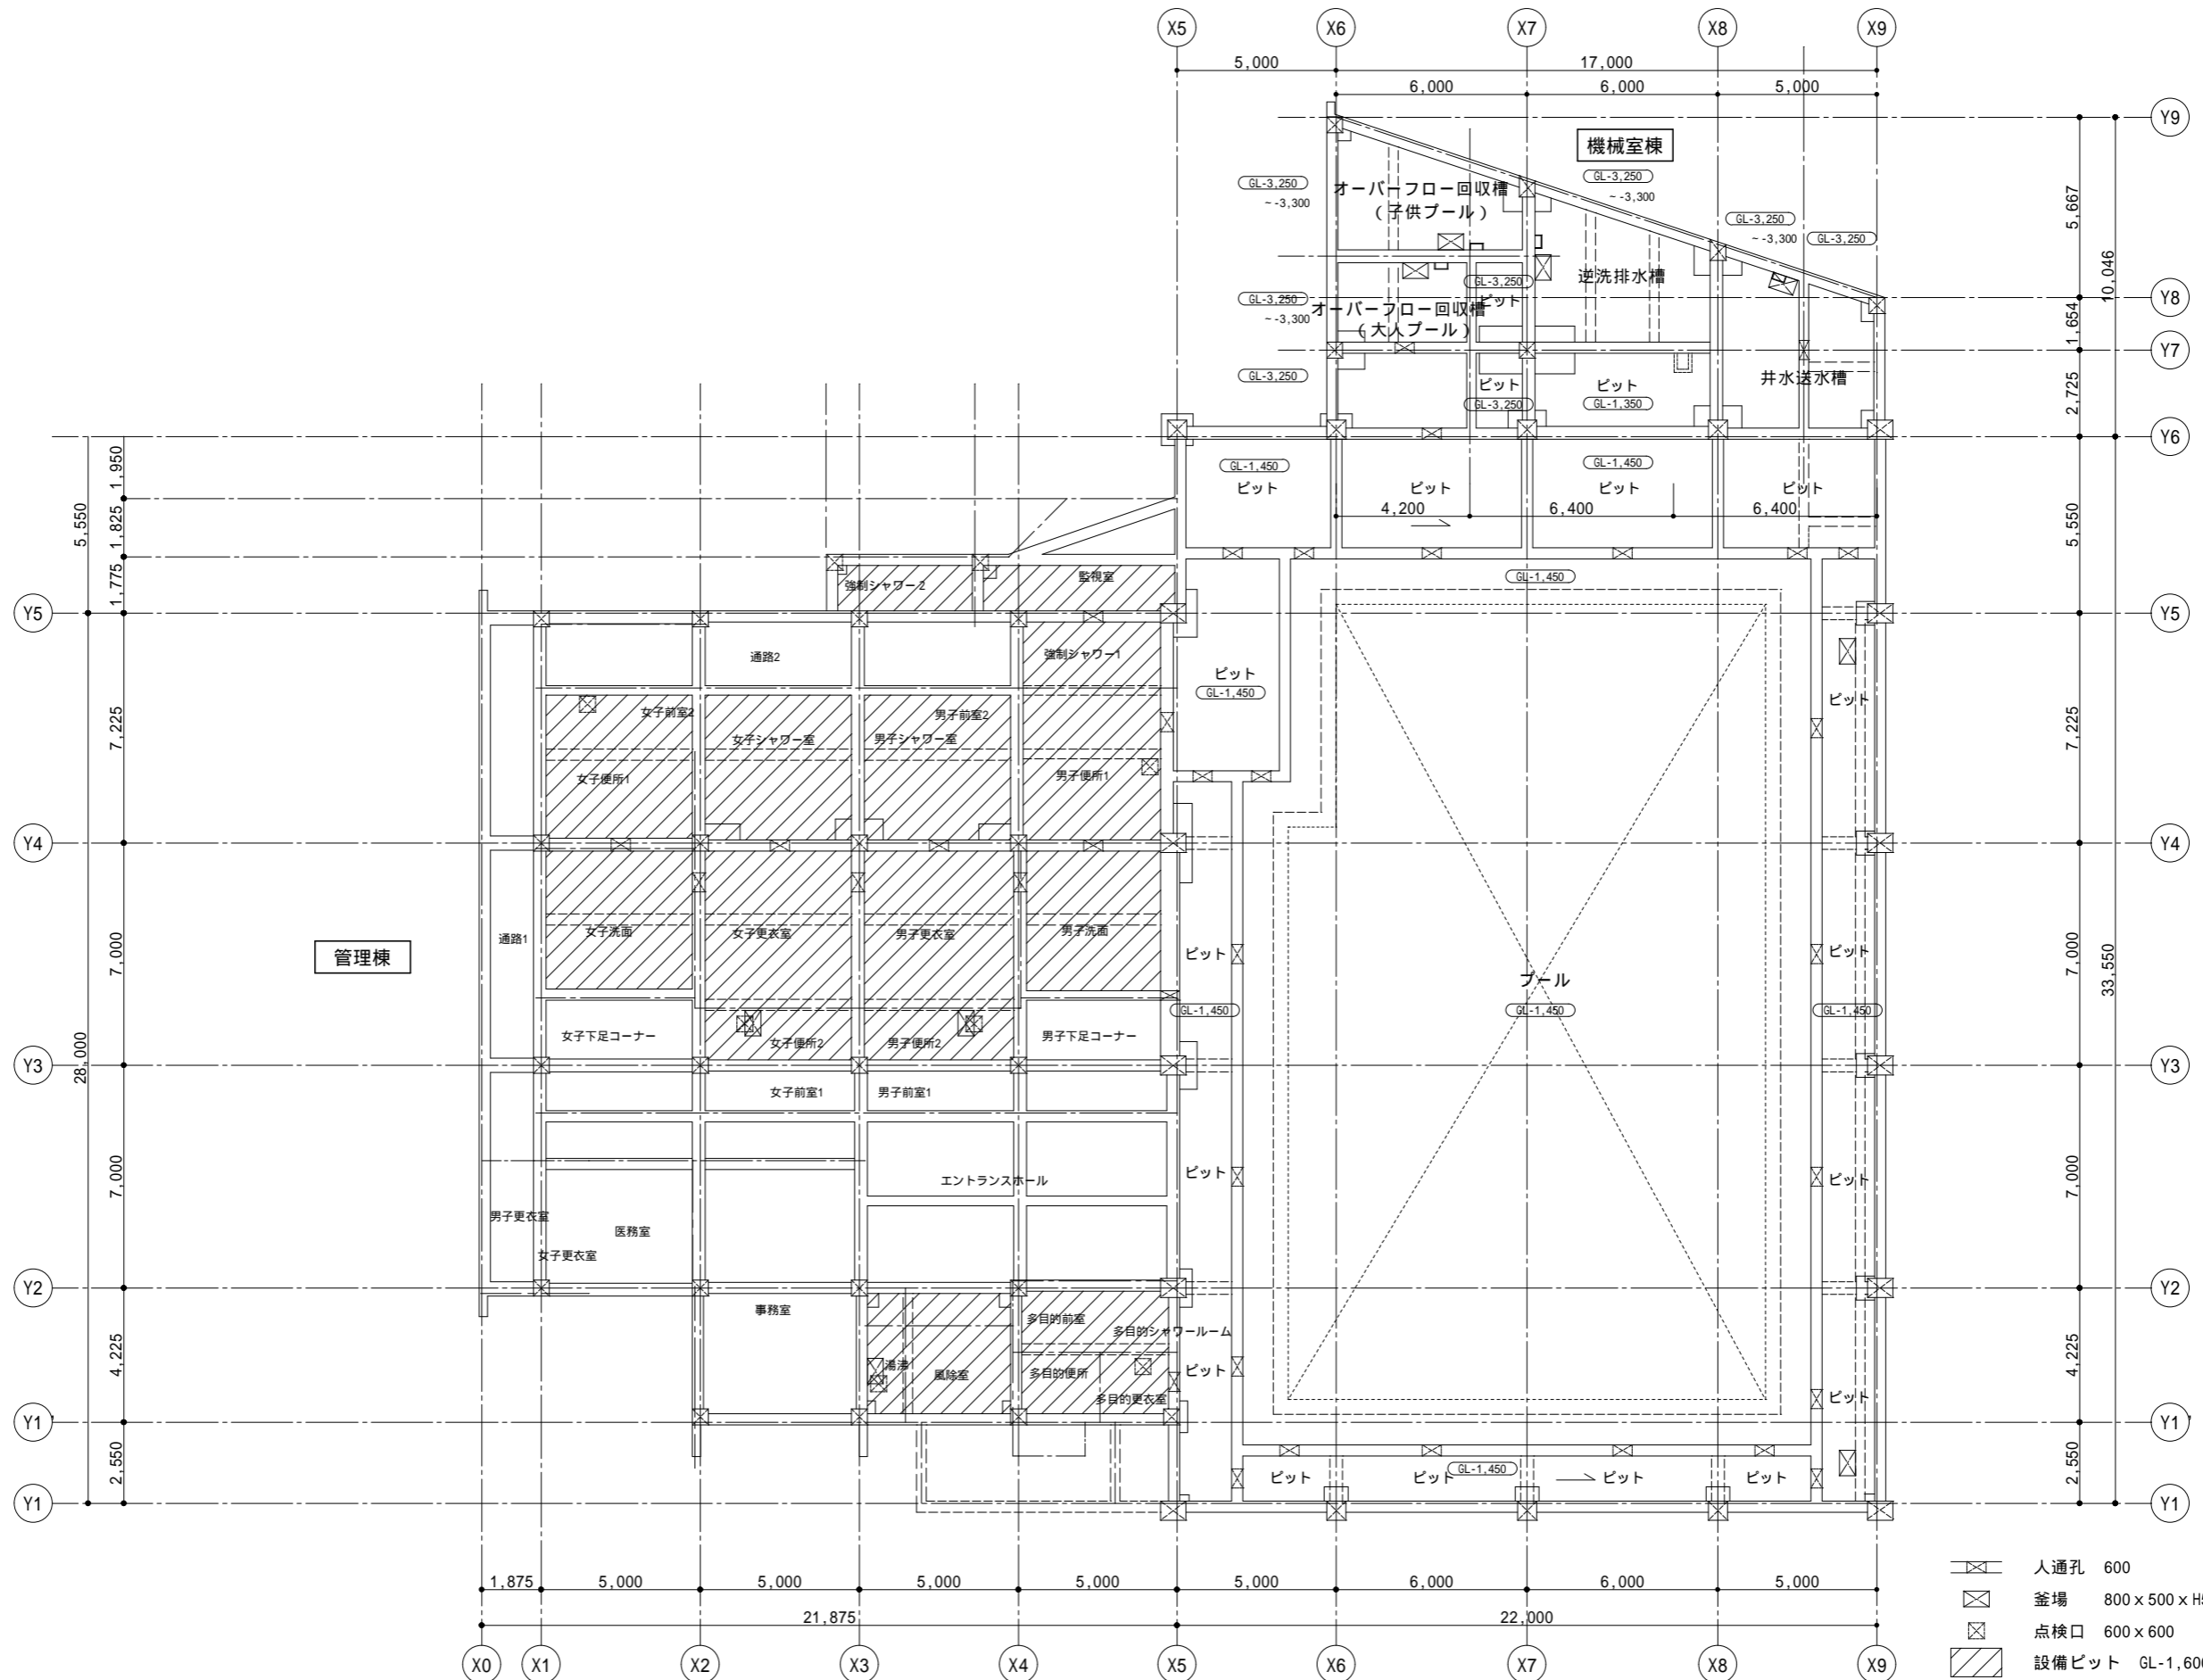 X5
X6
X7
X8
X9
5,000
17,000
6,000
6,000
5,000
Y9
機械室棟
GL-3,250
~-3,300
オーバーフロー回収槽
(子供プール)
GL-3,250
~-3,300
GL-3,250
~-3,300
GL-3,250
5,667
10,046
逆洗排水槽
GL-3,250
ピット
GL-3,250
~-3,300
オーバーフロー回収槽
(大人プール)
Y8
1,654
Y7
GL-3,250
ピット
GL-3,250
ピット
GL-1,350
井水送水槽
2,725
Y6
1,950
5,550
1,825
1,775
GL-1,450
ピット
ピット
GL-1,450
ピット
ピット
4,200
6,400
6,400
5,550
強制シャワー2
監視室
GL-1,450
Y5
Y5
通路2
強制シャワー1
ピット
GL-1,450
ピット
女子前室2
男子前室2
女子シャワー室
男子シャワー室
女子便所1
男子便所1
7,225
7,225
Y4
Y4
管理棟
通路1
女子洗面
女子更衣室
男子更衣室
男子洗面
ピット
ピット
プール
GL-1,450
GL-1,450
GL-1,450
7,000
7,000
33,550
28,000
女子下足コーナー
女子便所2
男子便所2
男子下足コーナー
Y3
Y3
女子前室1
男子前室1
エントランスホール
ピット
ピット
7,000
7,000
男子更衣室
医務室
女子更衣室
Y2
Y2
事務室
多目的前室
多目的シャワールーム
湯沸
風除室
多目的便所
多目的更衣室
ピット
ピット
4,225
4,225
Y1
Y1'
ピット
ピット
GL-1,450
ピット
ピット
2,550
2,550
Y1
Y1
1,875
5,000
5,000
5,000
5,000
5,000
6,000
6,000
5,000
21,875
22,000
X0
X1
X2
X3
X4
X5
X6
X7
X8
X9
人通孔 600
釜場 800×500×H5
点検口 600×600
設備ピット GL-1,600